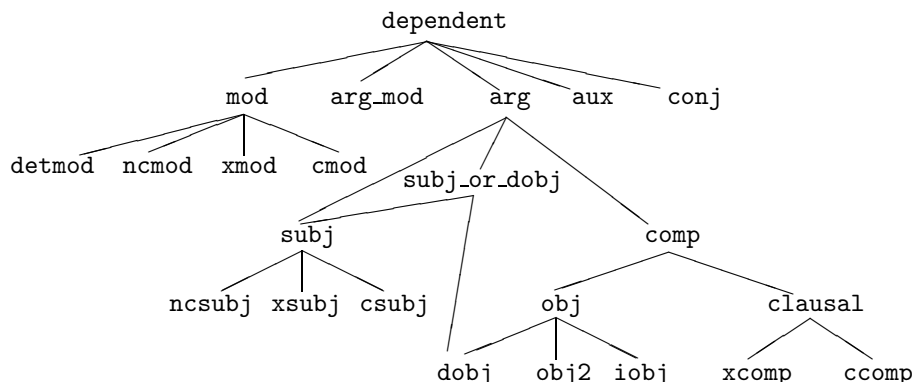 dependent
mod arg_mod arg aux conj
detmod ncmod xmod cmod
subj_or_dobj
subj comp
ncsubj xsubj csubj obj clausal
dobj obj2 iobj xcomp ccomp